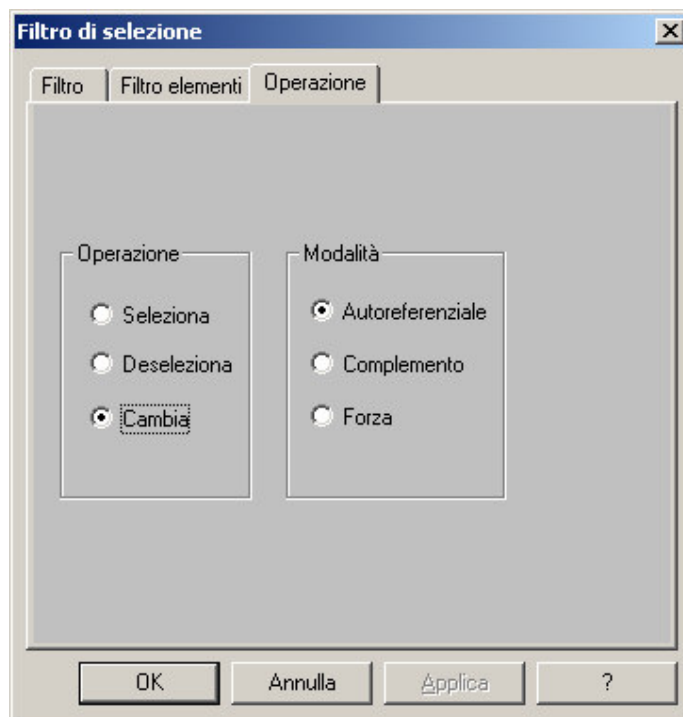 Filtro di selezione
Filtro Filtro elementi Operazione
Operazione Modalità
Seleziona Autoreferenziale
Deseleziona Complemento
Cambia Forza
OK Annulla Applica ?